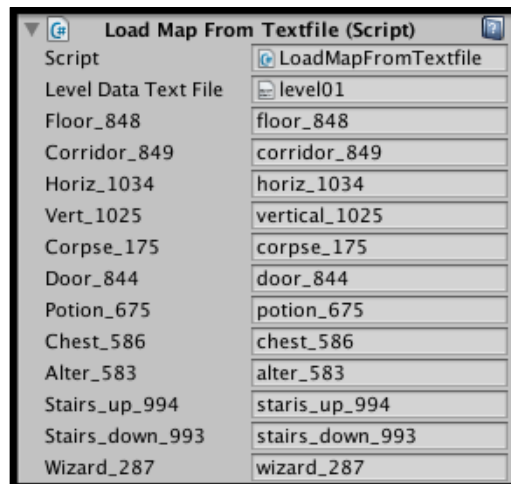 Load Map From Textfile (Script)
Script LoadMapFromTextfile
Level Data Text File level01
Floor_848 floor_848
Corridor_849 corridor_849
Horiz_1034 horiz_1034
Vert_1025 vertical_1025
Corpse_175 corpse_175
Door_844 door_844
Potion_675 potion_675
Chest_586 chest_586
Alter_583 alter_583
Stairs_up_994 staris_up_994
Stairs_down_993 stairs_down_993
Wizard_287 wizard_287